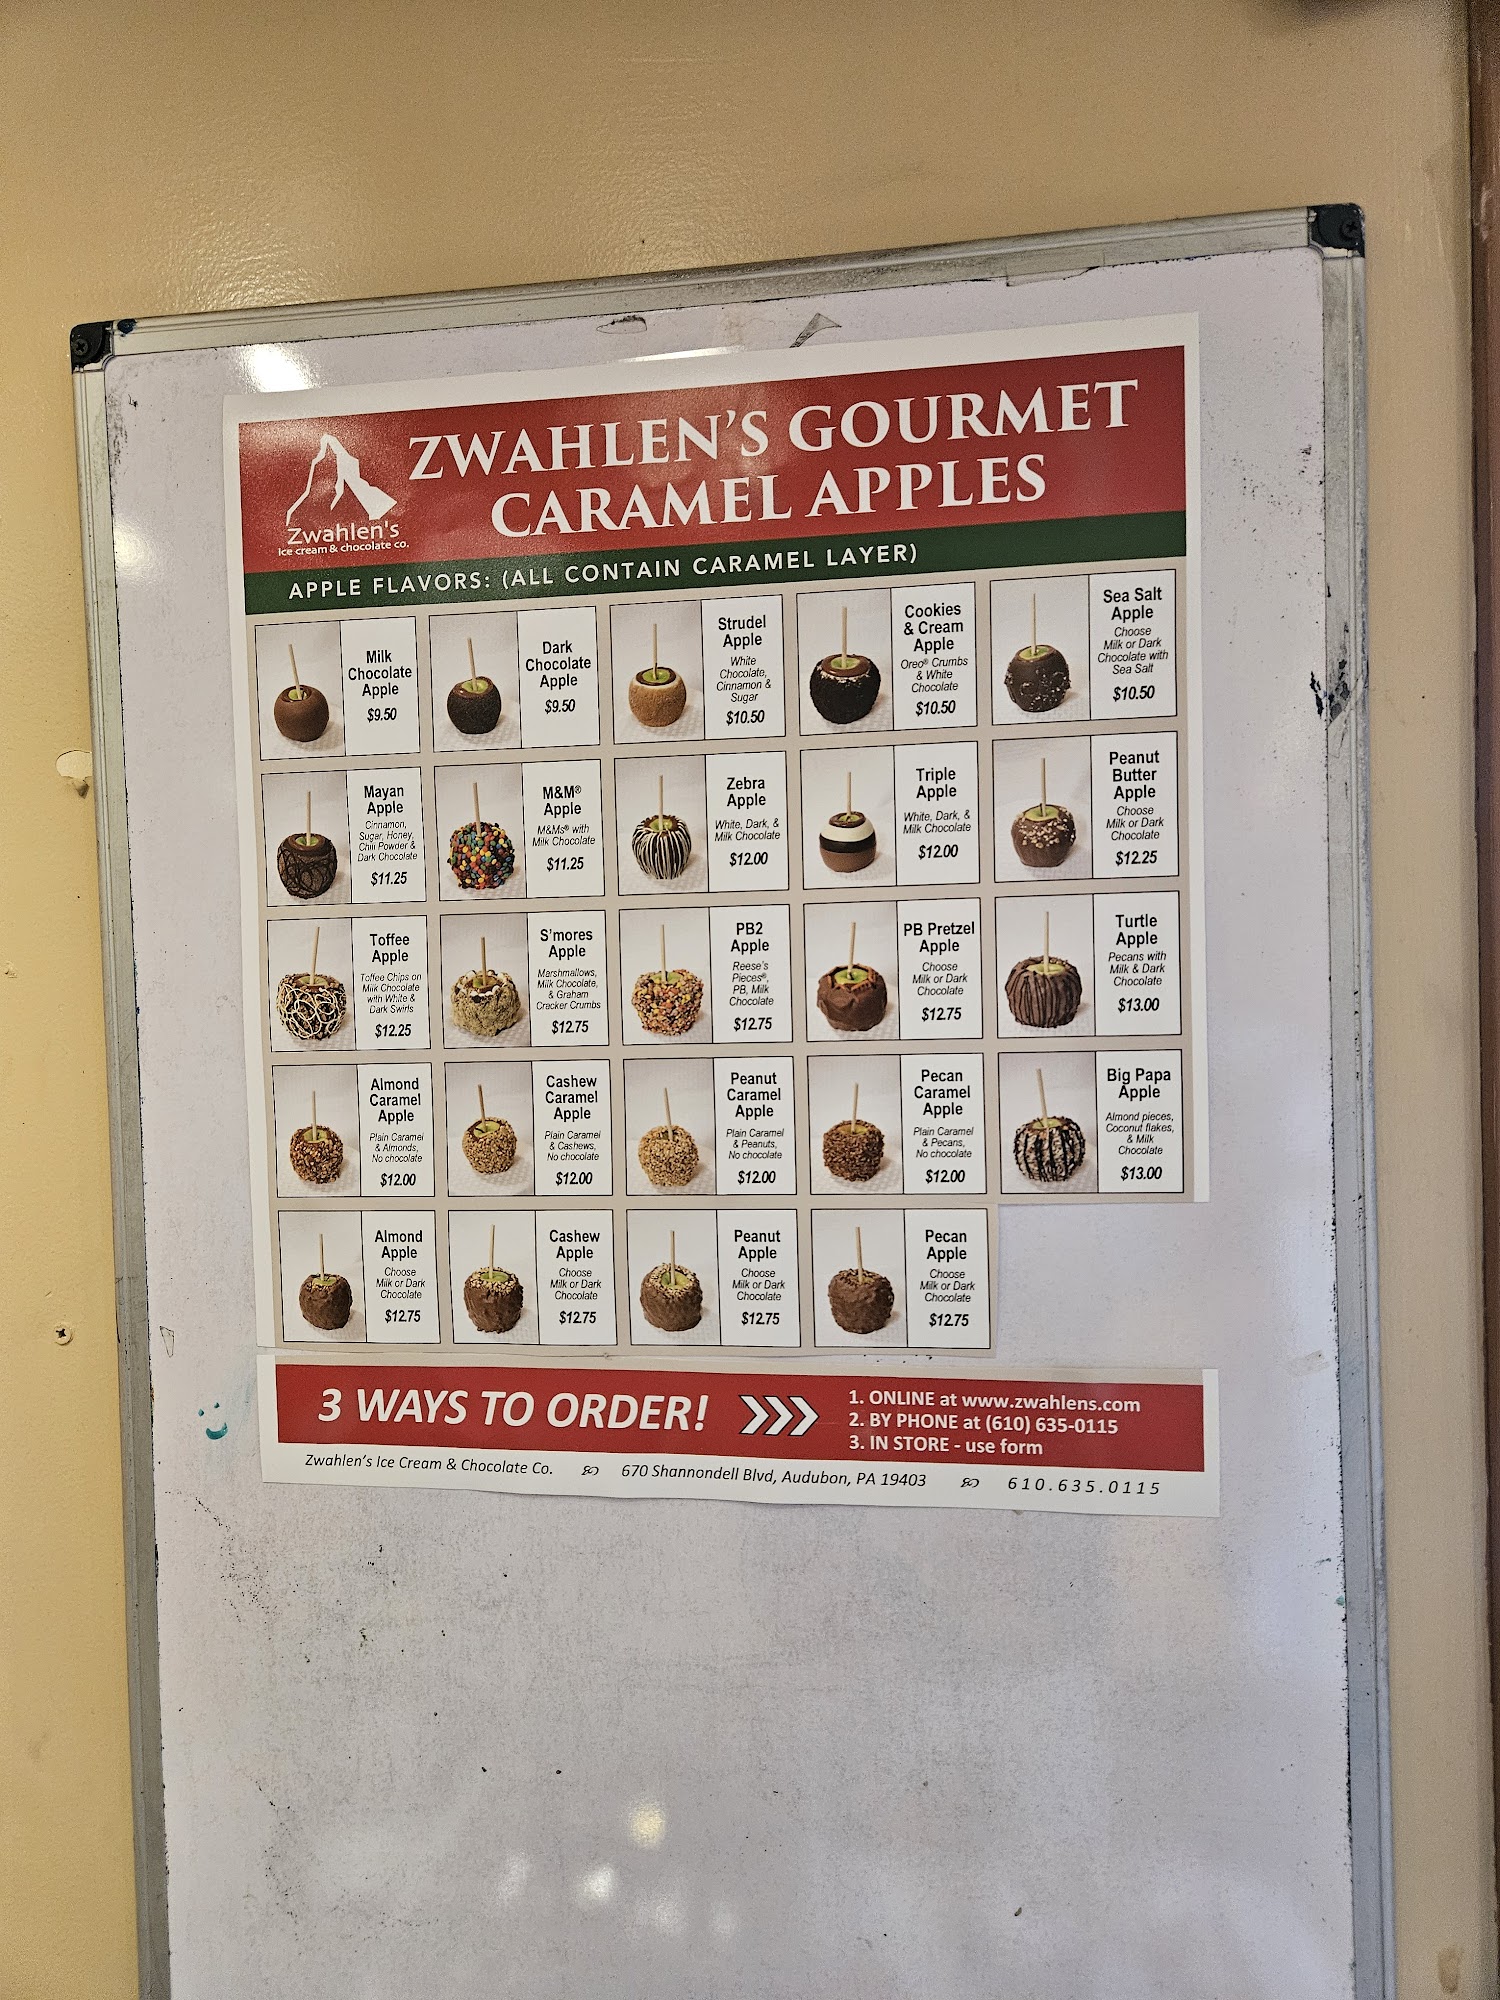 ZWAHLEN'S GOURMET
CARAMEL APPLES
Zwahlen's
ice cream & chocolate co.
APPLE FLAVORS: (ALL CONTAIN CARAMEL LAYER)
Milk
Chocolate
Apple
$9.50
Dark
Chocolate
Apple
$9.50
Strudel
Apple
White
Chocolate,
Cinnamon &
Sugar
$10.50
Cookies
& Cream
Apple
Oreo® Crumbs
& White
Chocolate
$10.50
Sea Salt
Apple
Choose
Milk or Dark
Chocolate with
Sea Salt
$10.50
Mayan
Apple
Cinnamon,
Sugar, Honey,
Chili Powder &
Dark Chocolate
$11.25
M&M®
Apple
M&Ms® with
Milk Chocolate
$11.25
Zebra
Apple
White, Dark, &
Milk Chocolate
$12.00
Triple
Apple
White, Dark, &
Milk Chocolate
$12.00
Peanut
Butter
Apple
Choose
Milk or Dark
Chocolate
$12.25
Toffee
Apple
Toffee Chips on
Milk Chocolate
with White &
Dark Swirls
$12.25
S'mores
Apple
Marshmallows,
Milk Chocolate,
& Graham
Cracker Crumbs
$12.75
PB2
Apple
Reese's
Pieces®,
PB, Milk
Chocolate
$12.75
PB Pretzel
Apple
Choose
Milk or Dark
Chocolate
$12.75
Turtle
Apple
Pecans with
Milk & Dark
Chocolate
$13.00
Almond
Caramel
Apple
Plain Caramel
& Almonds,
No chocolate
$12.00
Cashew
Caramel
Apple
Plain Caramel
& Cashews,
No chocolate
$12.00
Peanut
Caramel
Apple
Plain Caramel
& Peanuts,
No chocolate
$12.00
Pecan
Caramel
Apple
Plain Caramel
& Pecans,
No chocolate
$12.00
Big Papa
Apple
Almond pieces,
Coconut flakes,
& Milk
Chocolate
$13.00
Almond
Apple
Choose
Milk or Dark
Chocolate
$12.75
Cashew
Apple
Choose
Milk or Dark
Chocolate
$12.75
Peanut
Apple
Choose
Milk or Dark
Chocolate
$12.75
Pecan
Apple
Choose
Milk or Dark
Chocolate
$12.75
3 WAYS TO ORDER!
1. ONLINE at www.zwahlens.com
2. BY PHONE at (610) 635-0115
3. IN STORE - use form
Zwahlen's Ice Cream & Chocolate Co. 670 Shannondell Blvd, Audubon, PA 19403 610.635.0115